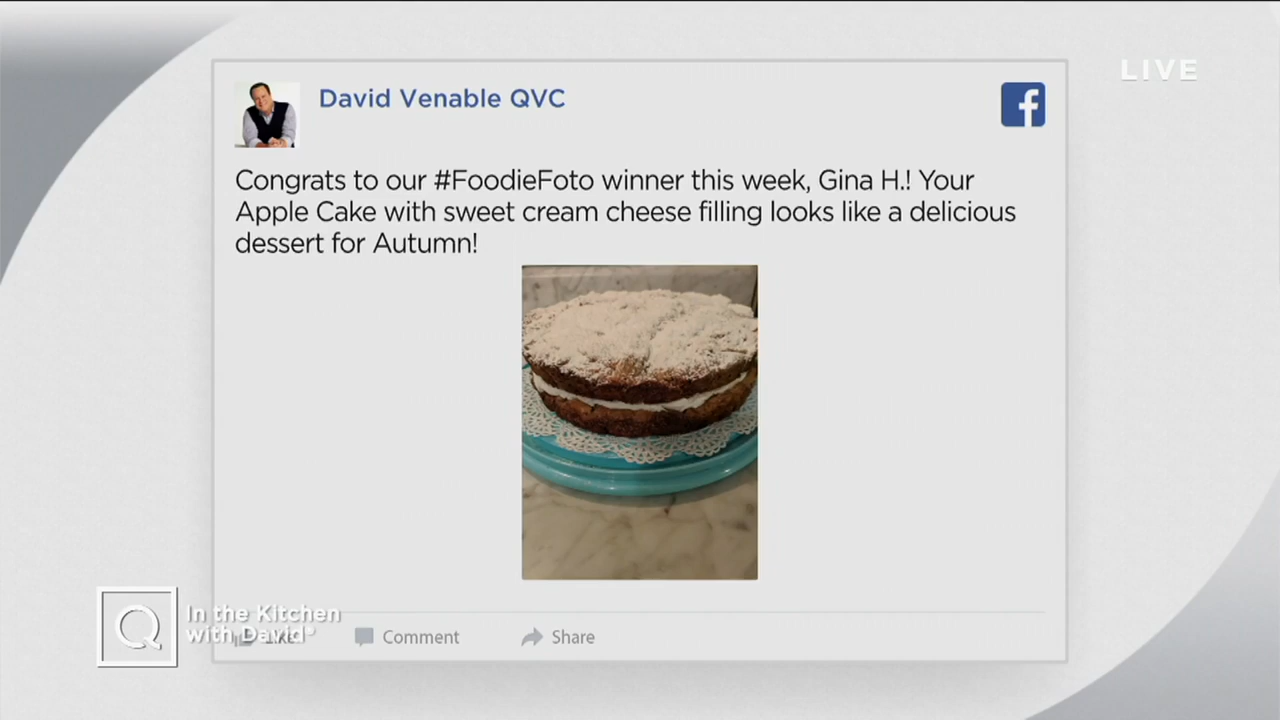 LIVE
David Venable QVC
Congrats to our #FoodieFoto winner this week, Gina H.! Your
Apple Cake with sweet cream cheese filling looks like a delicious
dessert for Autumn!
Q
In the Kitchen
with David®
Like
Comment
Share